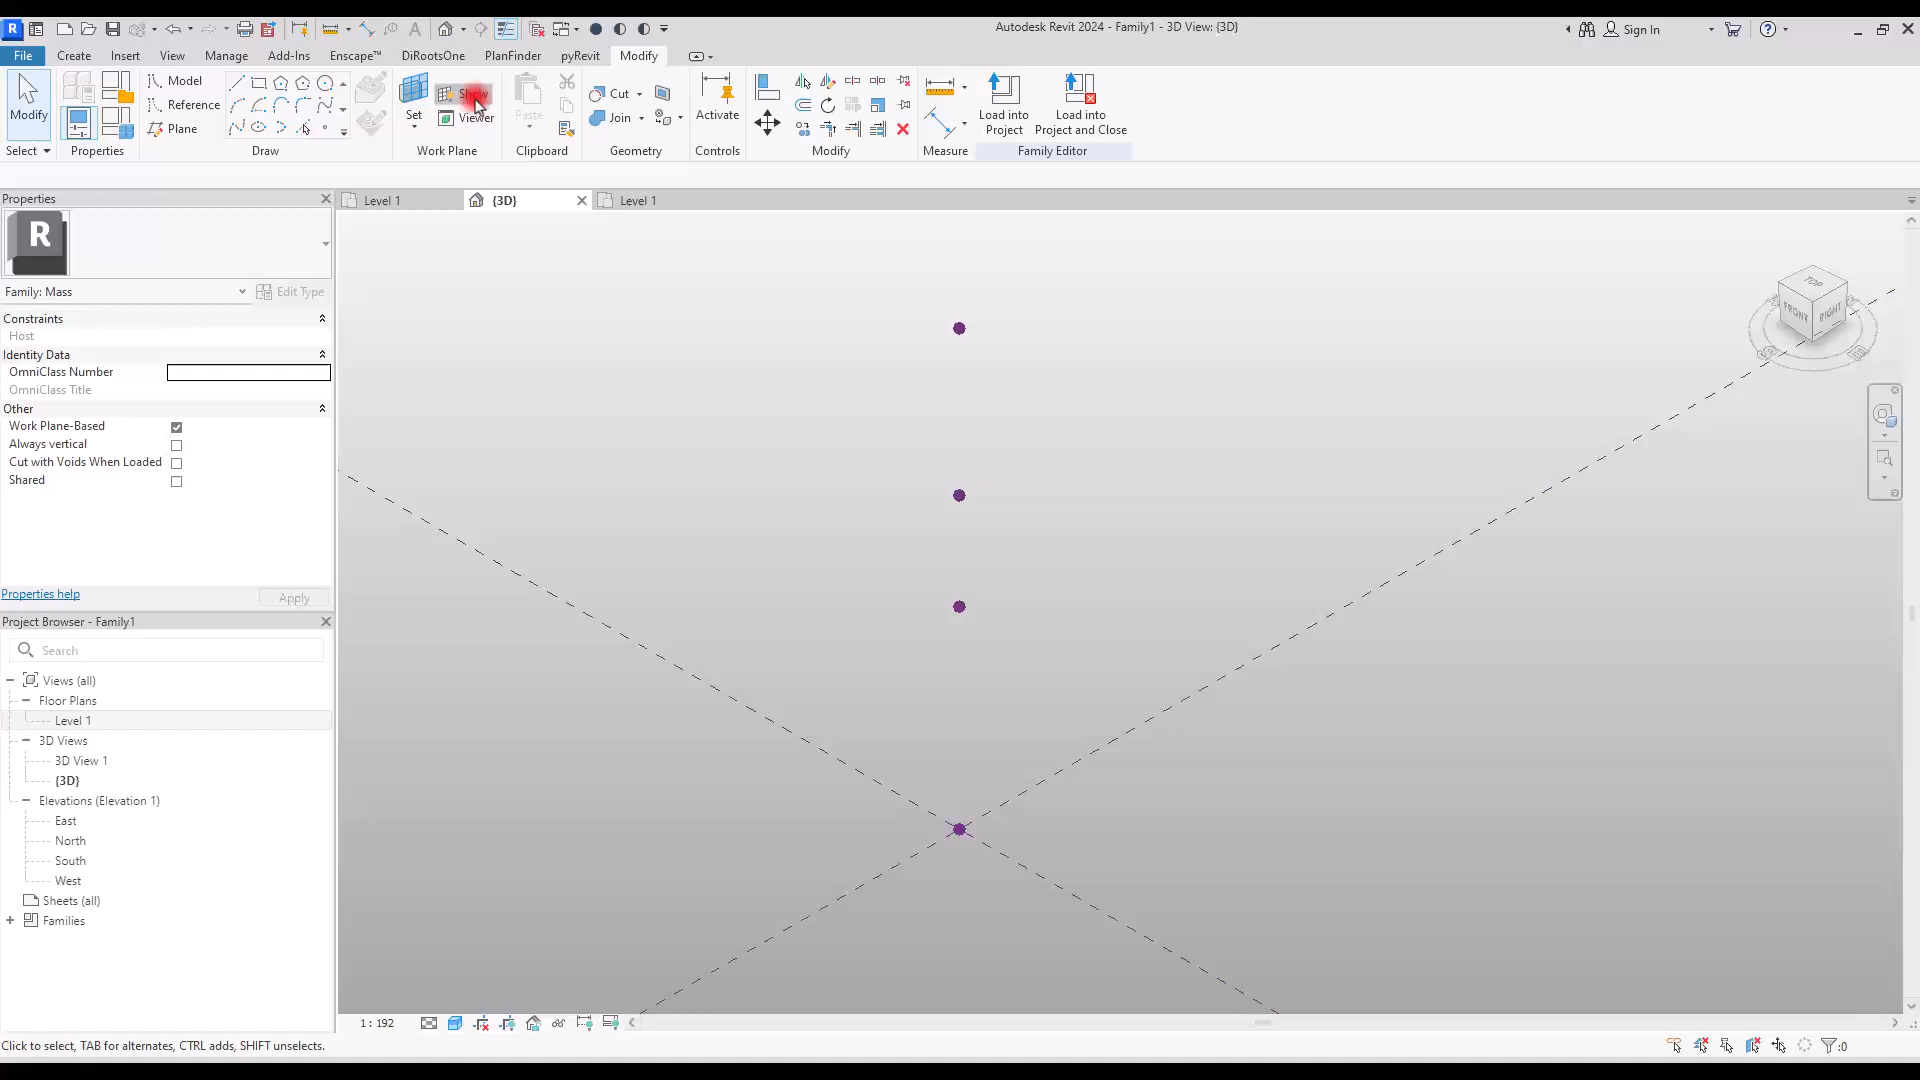 Autodesk Revit 2024 - Family1 - 3D View: {3D}
Sign In
File Create Insert View Manage Add-Ins Enscape™ DiRootsOne PlanFinder pyRevit Modify
Modify
Select
Properties
Model
Reference
Plane
Draw
Set
Show
Viewer
Work Plane
Paste
Clipboard
Cut
Join
Geometry
Activate
Controls
Modify
Measure
Load into
Project
Load into
Project and Close
Family Editor
Properties
R
Family: Mass
Edit Type
Constraints
Host
Identity Data
OmniClass Number
OmniClass Title
Other
Work Plane-Based
Always vertical
Cut with Voids When Loaded
Shared
Properties help
Apply
Project Browser - Family1
Search
Views (all)
Floor Plans
Level 1
3D Views
3D View 1
{3D}
Elevations (Elevation 1)
East
North
South
West
Sheets (all)
Families
Level 1
{3D}
Level 1
TOP
FRONT
RIGHT
1 : 192
Click to select, TAB for alternates, CTRL adds, SHIFT unselects.
:0